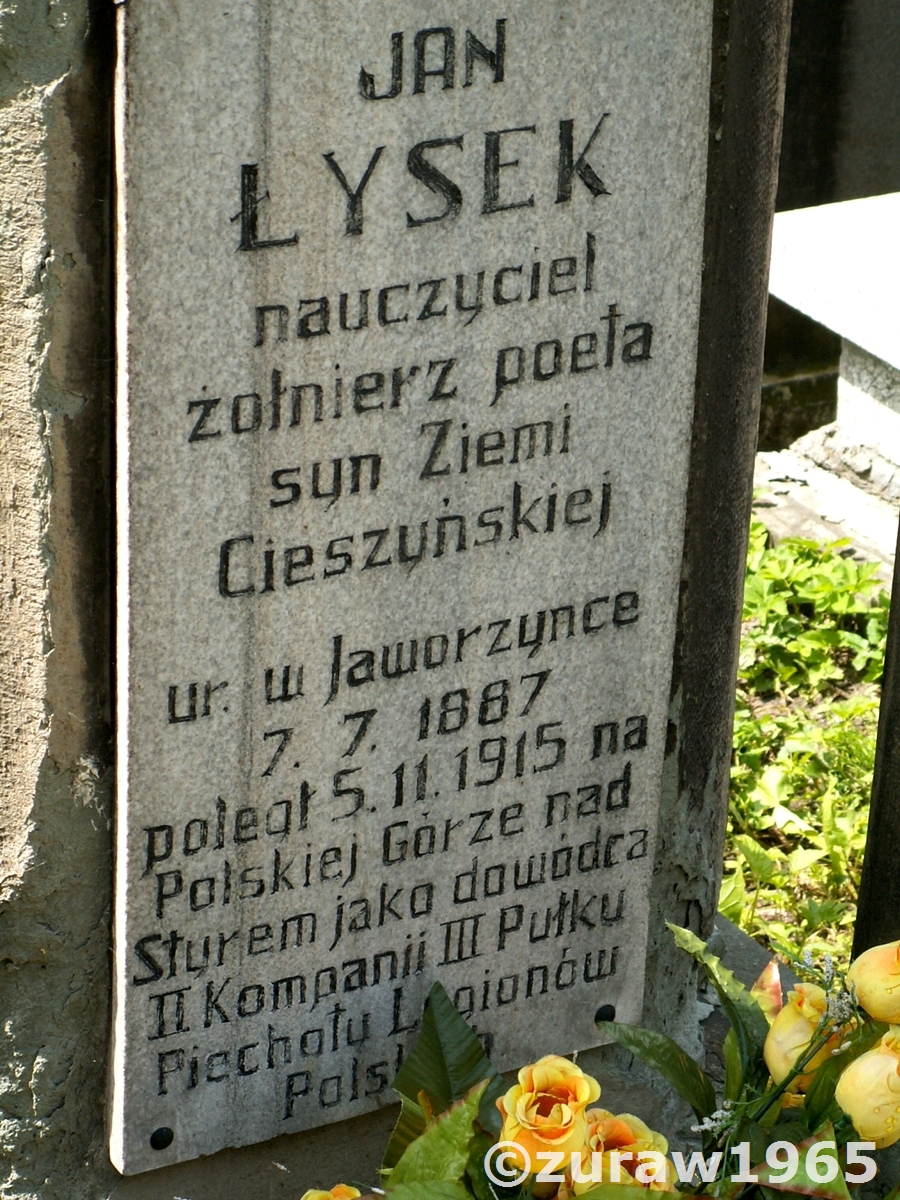 JAN
ŁYSEK
nauczyciel
żołnierz poeta
syn Ziemi
Cieszyńskiej
ur. w Jaworzynce
7. 7. 1887
poległ 5.11.1915 na
Polskiej Górze nad
Styrem jako dowódca
II Kompanii III Pułku
Piechoty Legionów
©zuraw1965